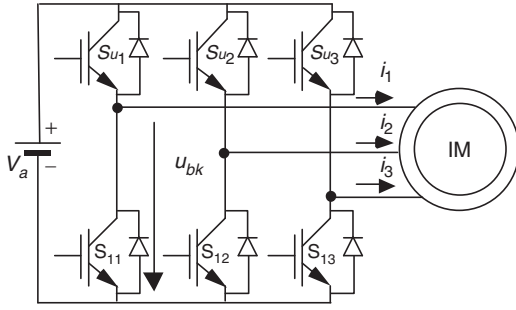 Su1 Su2 Su3
i1
+
i2
IM
Va
−
ubk
i3
S11 S12 S13